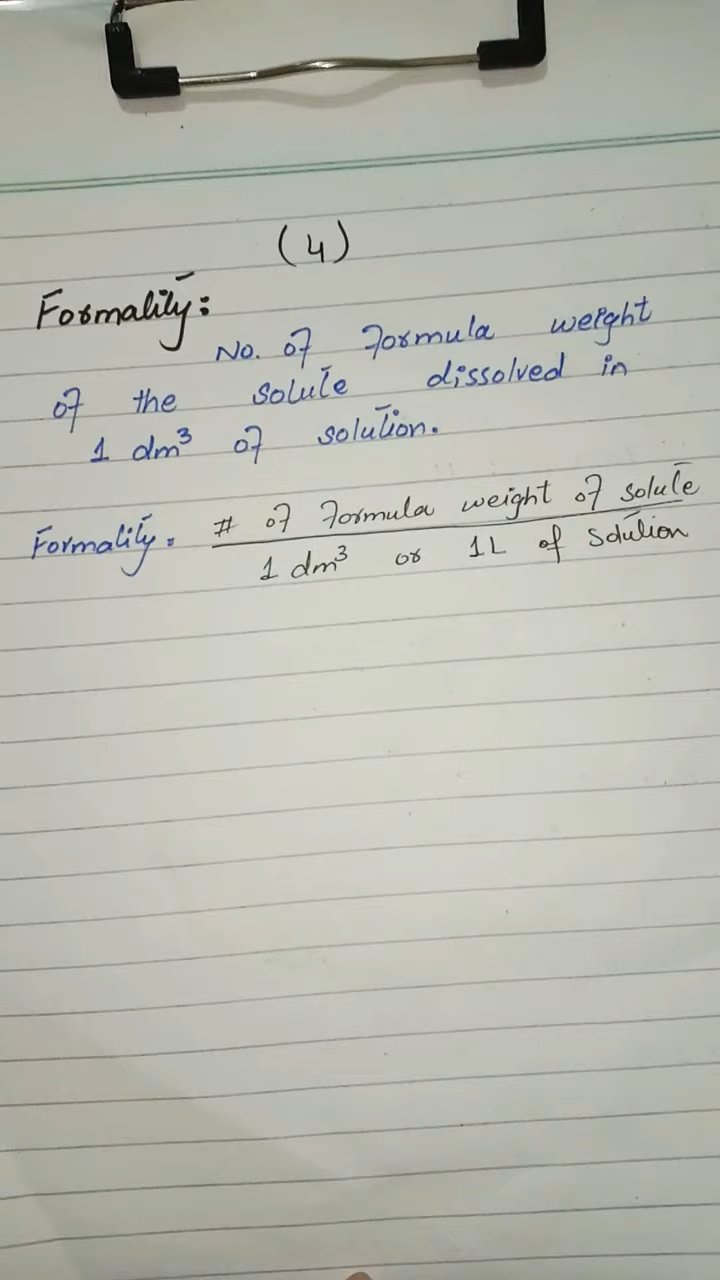 (4)
Formality:
No. of formula weight
of the solute dissolved in
1 dm³ of solution.
Formality = # of formula weight of solute
1 dm³ or 1L of solution